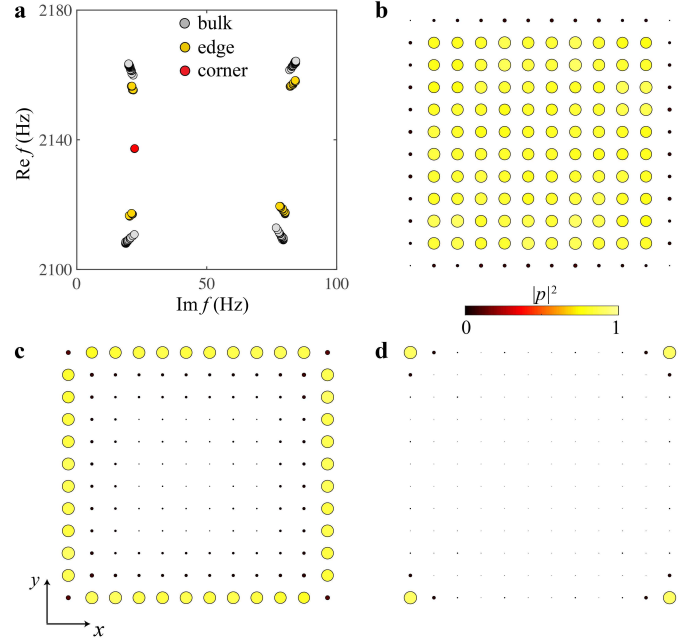 a
b
2180
2140
2100
Re f (Hz)
bulk
edge
corner
0
50
100
Im f (Hz)
|p|²
0
1
c
d
y
x